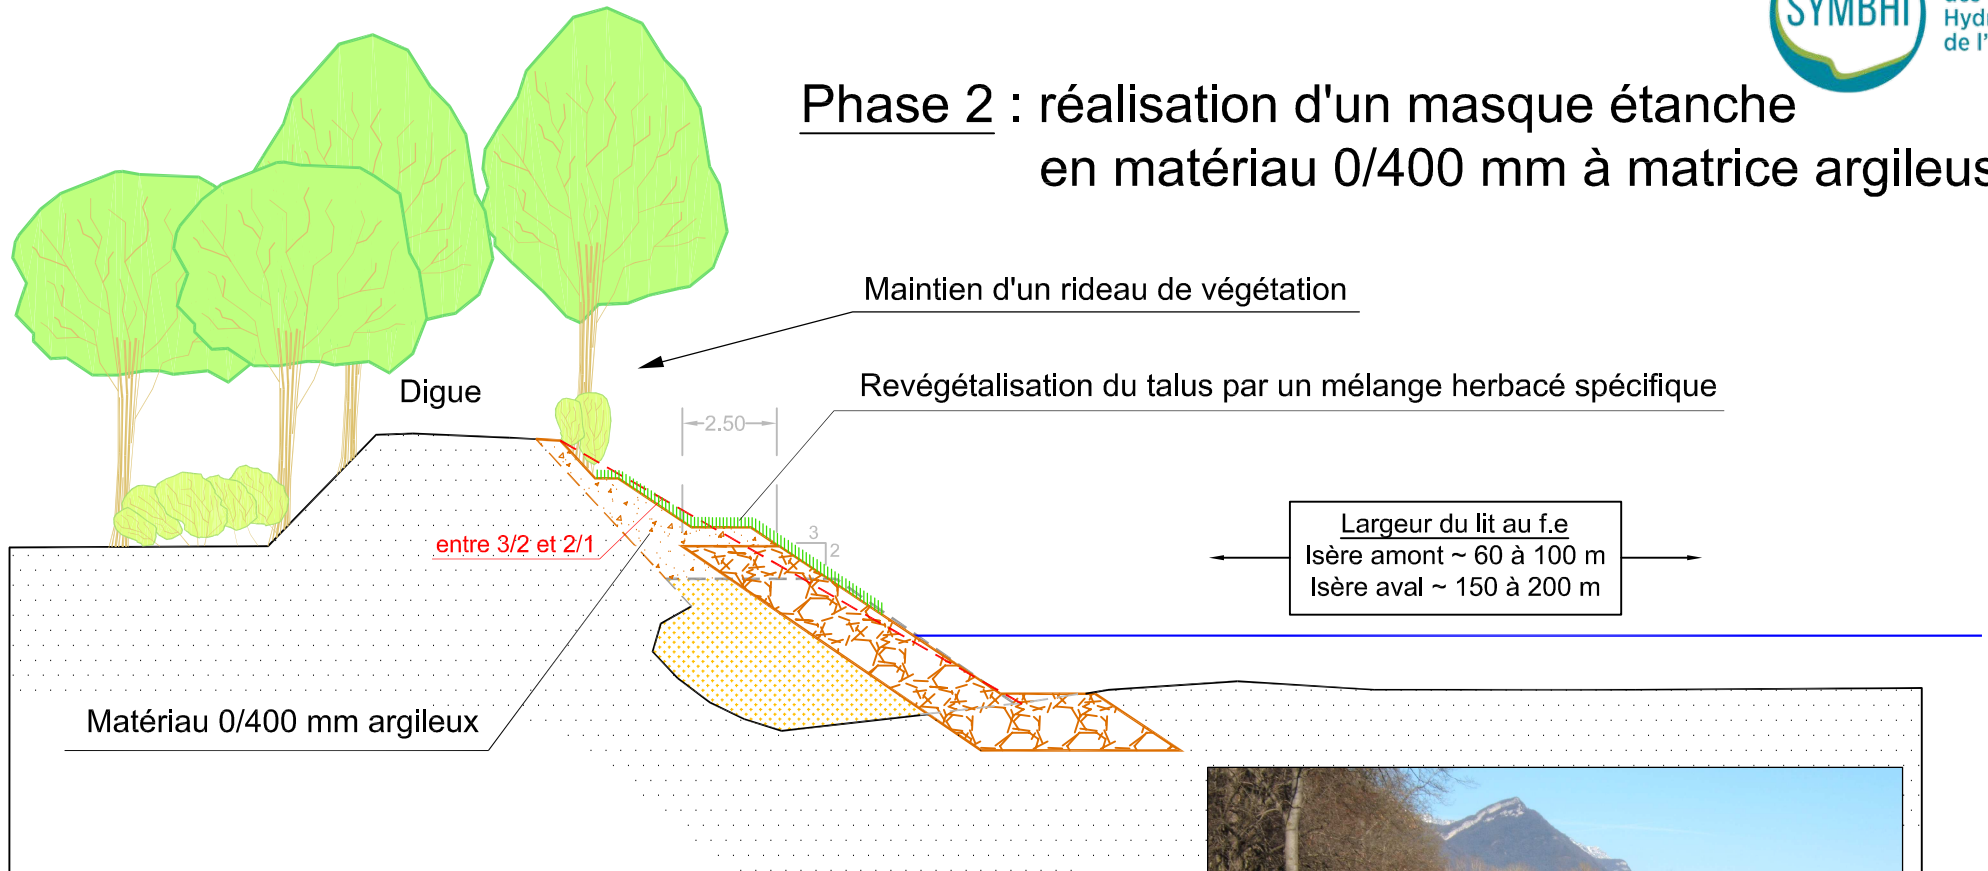 SYMBHI
de l'
Phase 2 : réalisation d'un masque étanche
en matériau 0/400 mm à matrice
Maintien d'un rideau de végétation
Digue
Revégétalisation du talus par un mélange herbacé spécifique
2.50
3
2
entre 3/2 et 2/1
Largeur du lit au f.e
Isère amont ~ 60 à 100 m
Isère aval ~ 150 à 200 m
Matériau 0/400 mm argileux